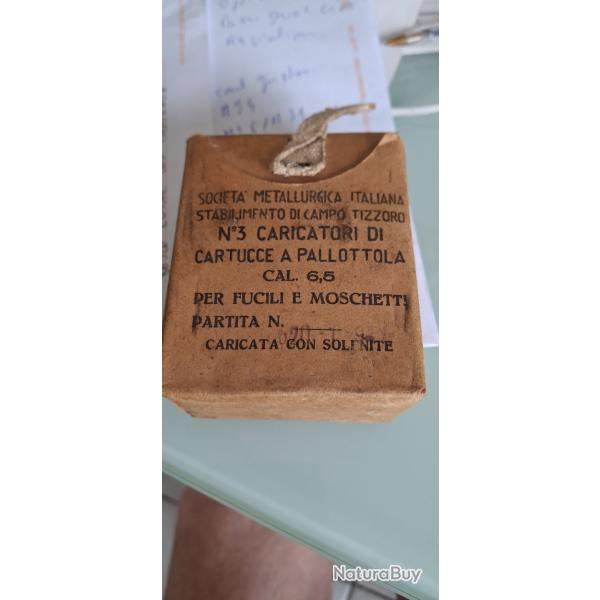 SOCIETA' METALLURGICA ITALIANA
STABILIMENTO DI CAMPO TIZZORO
N°3 CARICATORI DI
CARTUCCE A PALLOTTOLA
CAL. 6,5
PER FUCILI E MOSCHETTI
PARTITA N.
CARICATA CON SOLENITE
NaturaBuy